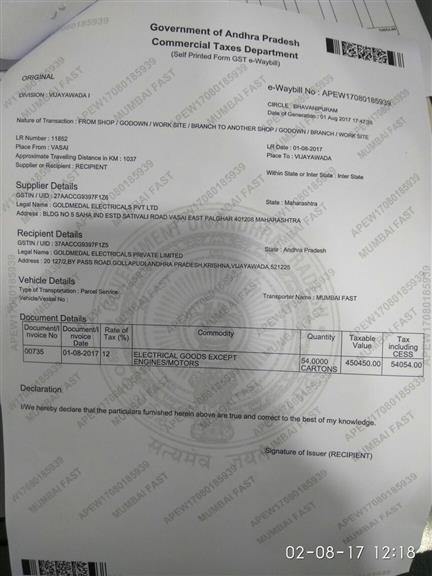 Government of Andhra Pradesh
Commercial Taxes Department
(Self Printed Form GST e-Waybill)
ORIGINAL
e-Waybill No : APEW17080185939
DIVISION : VIJAYAWADA I
CIRCLE : BHAVANIPURAM
Date of Generation : 01 Aug 2017 17:47:35
Nature of Transaction : FROM SHOP / GODOWN / WORK SITE / BRANCH TO ANOTHER SHOP / GODOWN / BRANCH / WORK SITE
LR Number : 11852 LR Date : 01-08-2017
Place From : VASAI Place To : VIJAYAWADA
Approximate Travelling Distance in KM : 1037
Within State or Inter State : Inter State
Supplier or Recipient : RECIPIENT
Supplier Details
GSTIN / UID : 27AACCG9397F1Z6 State : Maharashtra
Legal Name : GOLDMEDAL ELECTRICALS PVT LTD
Address : BLDG NO 5 SAHA IND ESTD SATIVALI ROAD VASAI EAST PALGHAR 401208 MAHARASHTRA
Recipient Details
GSTIN / UID : 37AACCG9397F1Z5 State : Andhra Pradesh
Legal Name : GOLDMEDAL ELECTRICALS PRIVATE LIMITED
Address : 20 127/2,BY PASS ROAD,GOLLAPUDI,ANDHRA PRADESH,KRISHNA,VIJAYAWADA,521225
Vehicle Details
Type of Transportation : Parcel Service
Transporter Name : MUMBAI FAST
Vehicle/Vessel No :
Document Details
Document/Invoice No Document/Invoice Date Rate of Tax (%) Commodity Quantity Taxable Value Tax including CESS
00735 01-08-2017 12 ELECTRICAL GOODS EXCEPT ENGINES/MOTORS 54.0000 CARTONS 450450.00 54054.00
Declaration
I/We hereby declare that the particulars furnished herein above are true and correct to the best of my knowledge.
Signature of Issuer (RECIPIENT)
सत्यमेव जयते
APEW17080185939
MUMBAI FAST
02-08-17 12:18